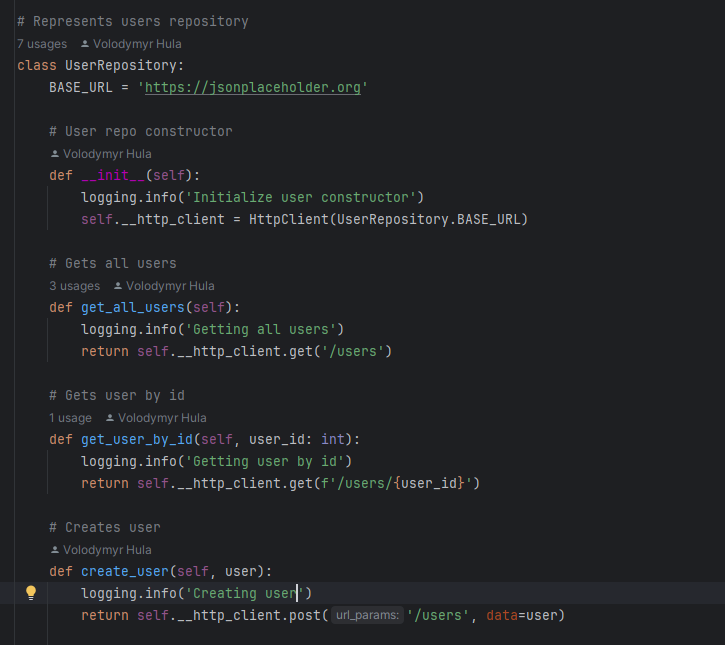 # Represents users repository
7 usages Volodymyr Hula
class UserRepository:
BASE_URL = 'https://jsonplaceholder.org'
# User repo constructor
Volodymyr Hula
def __init__(self):
logging.info('Initialize user constructor')
self.__http_client = HttpClient(UserRepository.BASE_URL)
# Gets all users
3 usages Volodymyr Hula
def get_all_users(self):
logging.info('Getting all users')
return self.__http_client.get('/users')
# Gets user by id
1 usage Volodymyr Hula
def get_user_by_id(self, user_id: int):
logging.info('Getting user by id')
return self.__http_client.get(f'/users/{user_id}')
# Creates user
Volodymyr Hula
def create_user(self, user):
logging.info('Creating user')
return self.__http_client.post( url_params: '/users', data=user)